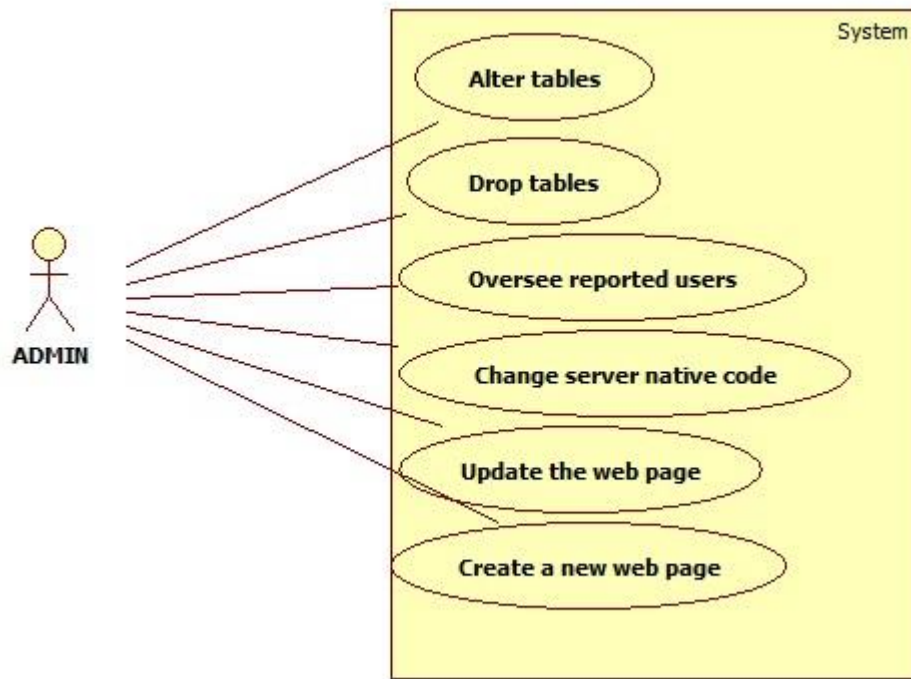 System
Alter tables
Drop tables
Oversee reported users
ADMIN
Change server native code
Update the web page
Create a new web page